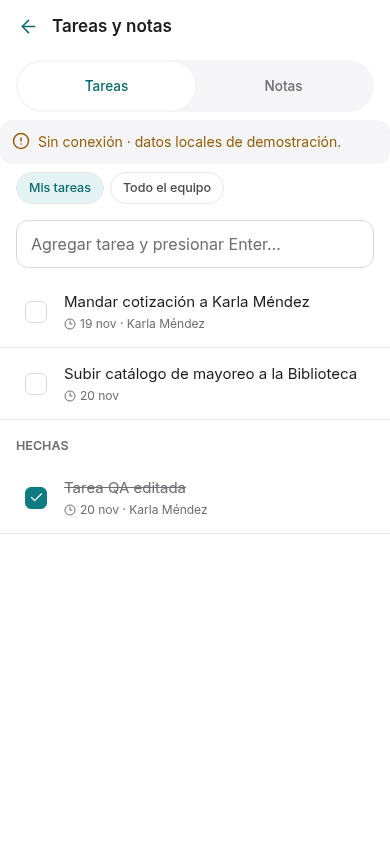 Tareas y notas
Tareas
Notas
Sin conexión · datos locales de demostración.
Mis tareas
Todo el equipo
Agregar tarea y presionar Enter...
Mandar cotización a Karla Méndez
19 nov · Karla Méndez
Subir catálogo de mayoreo a la Biblioteca
20 nov
HECHAS
Tarea QA editada
20 nov · Karla Méndez